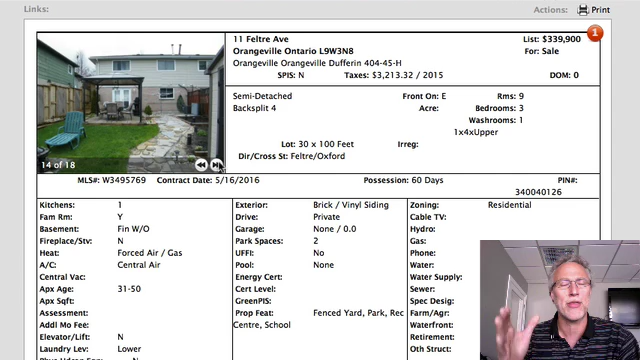 Links:
Actions: Print
1
11 Feltre Ave List: $339,900
Orangeville Ontario L9W3N8 For: Sale
Orangeville Orangeville Dufferin 404-45-H
SPIS: N Taxes: $3,213.32 / 2015 DOM: 0
Semi-Detached Front On: E Rms: 9
Backsplit 4 Acre: Bedrooms: 3
Washrooms: 1
1x4xUpper
Lot: 30 x 100 Feet Irreg:
Dir/Cross St: Feltre/Oxford
14 of 18
MLS#: W3495769 Contract Date: 5/16/2016 Possession: 60 Days PIN#:
340040126
Kitchens: 1 Exterior: Brick / Vinyl Siding Zoning: Residential
Fam Rm: Y Drive: Private Cable TV:
Basement: Fin W/O Garage: None / 0.0 Hydro:
Fireplace/Stv: N Park Spaces: 2 Gas:
Heat: Forced Air / Gas UFFI: No Phone:
A/C: Central Air Pool: None Water:
Central Vac: Energy Cert: Water Supply:
Apx Age: 31-50 Cert Level: Sewer:
Apx Sqft: GreenPIS: Spec Desig:
Assessment: Prop Feat: Fenced Yard, Park, Rec Farm/Agr:
Addl Mo Fee: Centre, School Waterfront:
Elevator/Lift: N Retirement:
Laundry Lev: Lower Oth Struct: